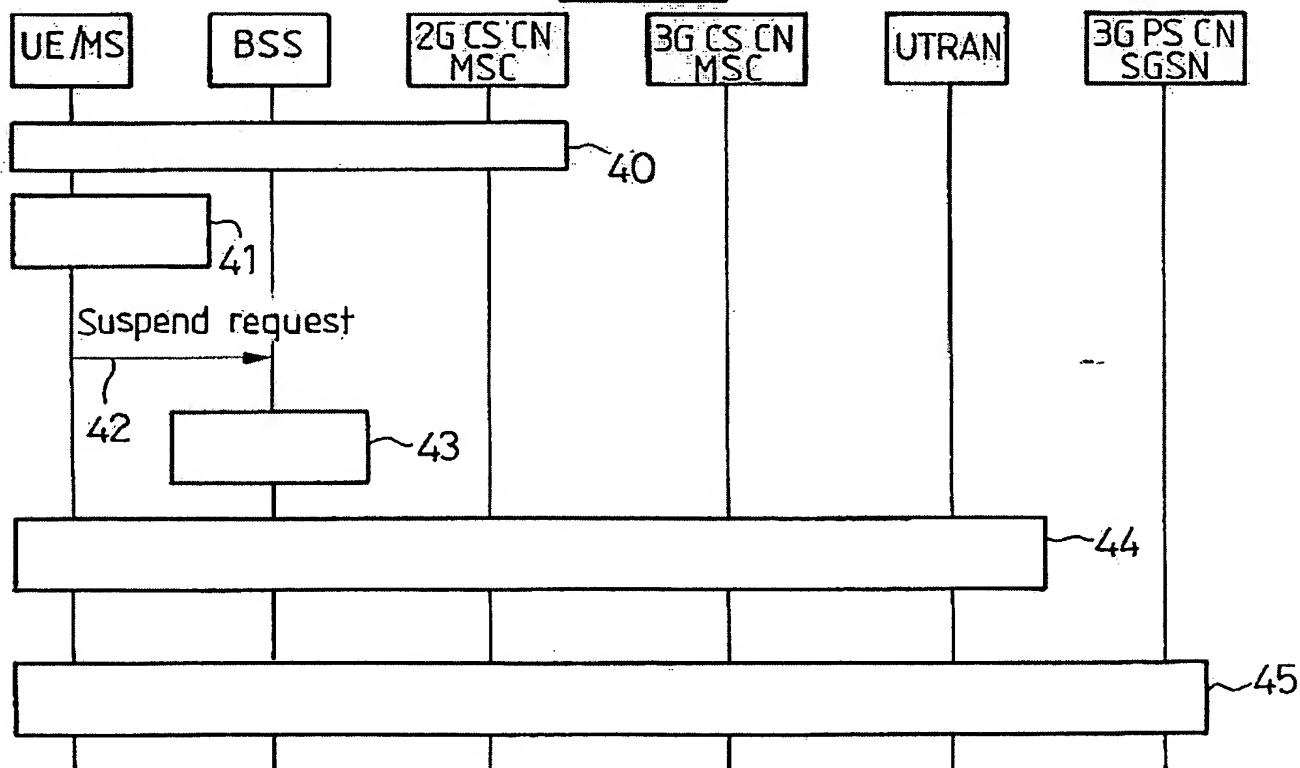 UE/MS
BSS
2G CS CN
MSC
3G CS CN
MSC
UTRAN
3G PS CN
SGSN
40
41
Suspend request
42
43
44
45